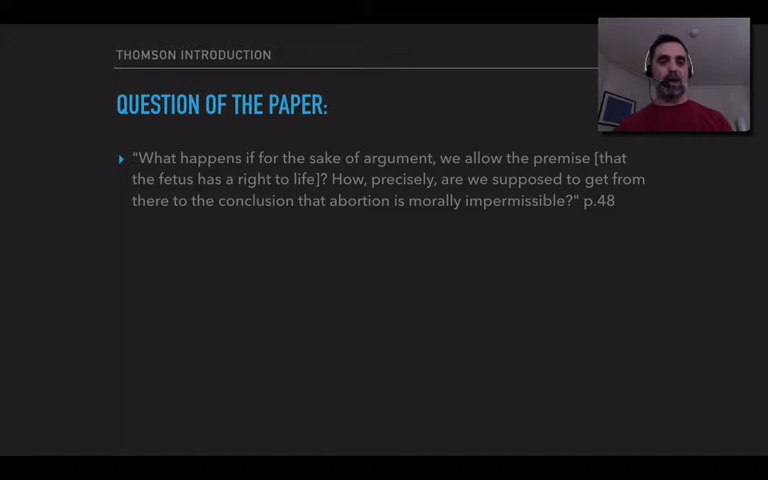 THOMSON INTRODUCTION
QUESTION OF THE PAPER:
"What happens if for the sake of argument, we allow the premise [that
the fetus has a right to life]? How, precisely, are we supposed to get from
there to the conclusion that abortion is morally impermissible?" p.48